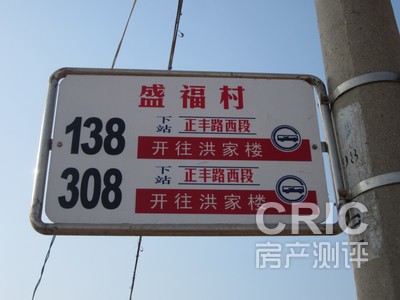 盛福村
138 下站 正丰路西段
开往洪家楼
308 下站 正丰路西段
开往洪家楼
CRIC
房产测评